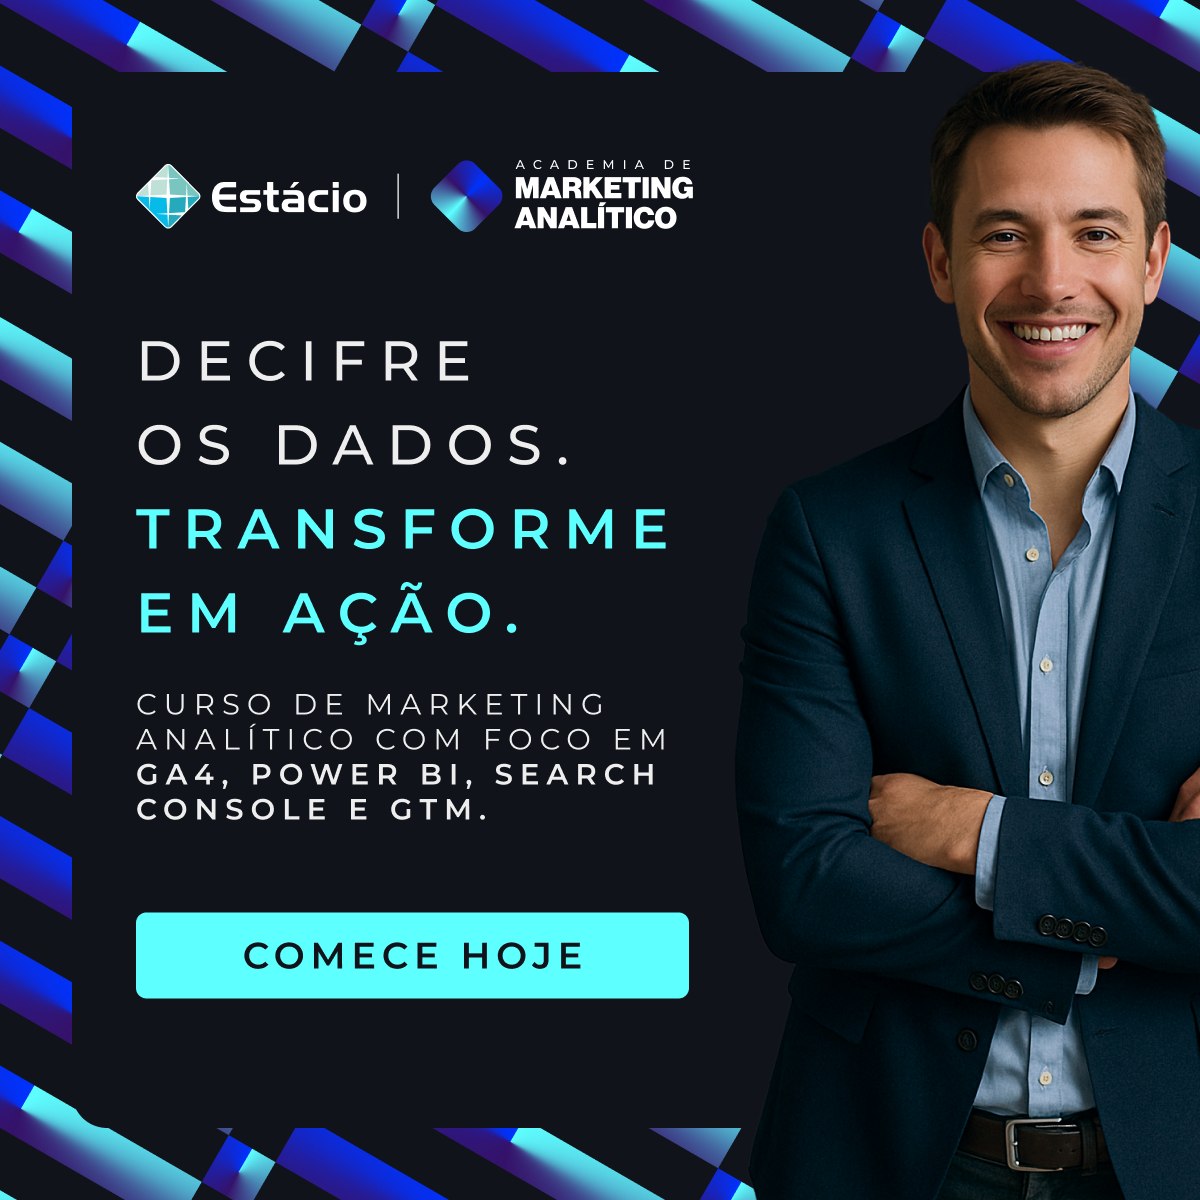 Estácio
ACADEMIA DE
MARKETING
ANALÍTICO
DECIFRE
OS DADOS.
TRANSFORME
EM AÇÃO.
CURSO DE MARKETING
ANALÍTICO COM FOCO EM
GA4, POWER BI, SEARCH
CONSOLE E GTM.
COMECE HOJE